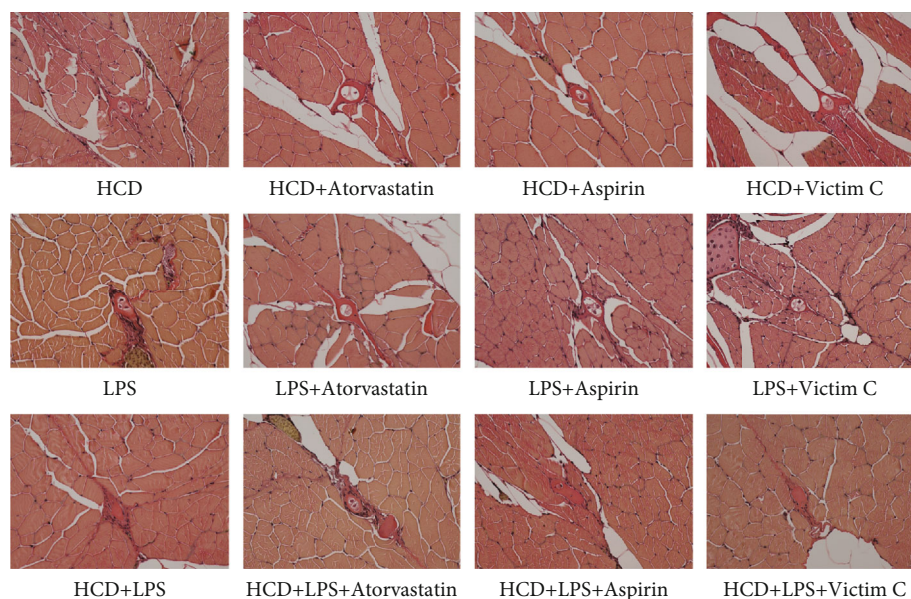 HCD
HCD+Atorvastatin
HCD+Aspirin
HCD+Victim C
LPS
LPS+Atorvastatin
LPS+Aspirin
LPS+Victim C
HCD+LPS
HCD+LPS+Atorvastatin
HCD+LPS+Aspirin
HCD+LPS+Victim C